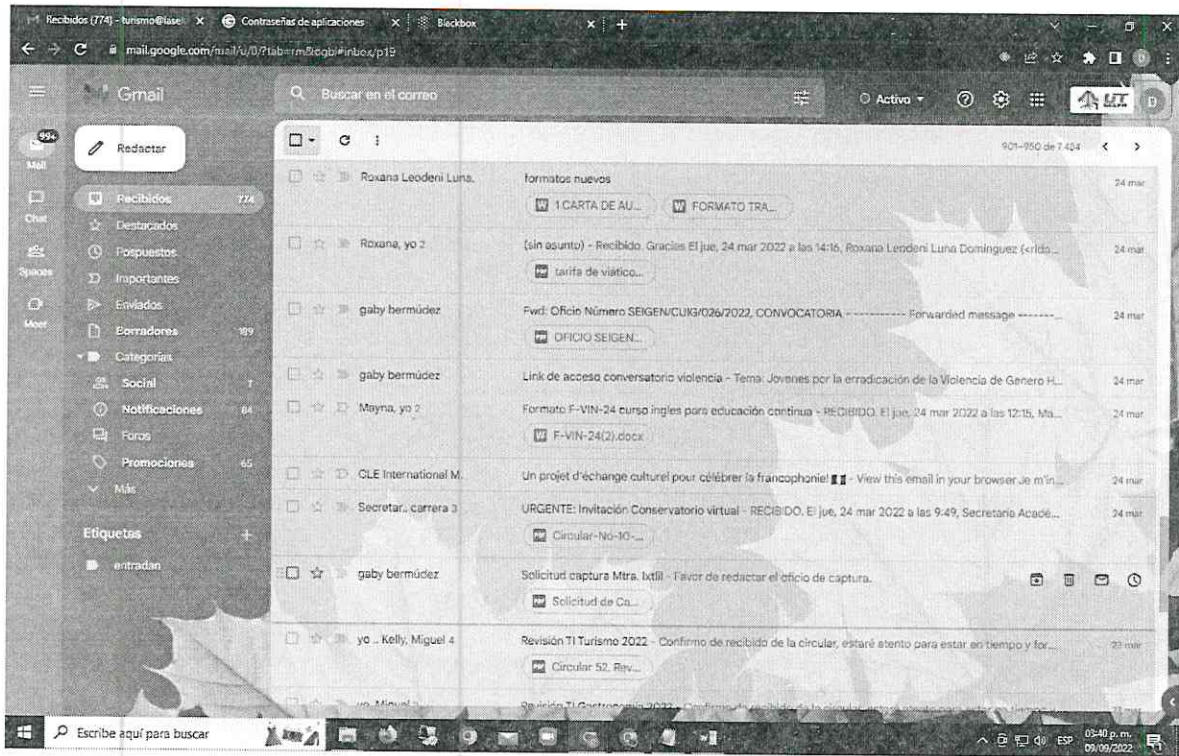 Recibidos (774) - turismo@lasel
Contraseñas de aplicaciones
Blackbox
mail.google.com/mail/u/0/?tab=rm&ogbl#inbox/p19
Gmail
Buscar en el correo
Activo
D
99+
Mail
Redactar
901–950 de 7 424
Chat
Spaces
Meet
Recibidos 774
Destacados
Pospuestos
Importantes
Enviados
Borradores 189
Categorías
Social 7
Notificaciones 84
Foros
Promociones 65
Más
Etiquetas
entradan
Roxana Leodeni Luna. formatos nuevos 24 mar
1 CARTA DE AU... FORMATO TRA...
Roxana, yo 2 (sin asunto) - Recibido. Gracias El jue, 24 mar 2022 a las 14:16, Roxana Leodeni Luna Dominguez (<rldo... 24 mar
tarifa de viatico...
gaby bermúdez Fwd: Oficio Número SEIGEN/CUIG/026/2022, CONVOCATORIA - ---------- Forwarded message -------... 24 mar
OFICIO SEIGEN...
gaby bermúdez Link de acceso conversatorio violencia - Tema: Jovenes por la erradicación de la Violencia de Genero H... 24 mar
Mayna, yo 2 Formato F-VIN-24 curso ingles para educación continua - RECIBIDO. El jue, 24 mar 2022 a las 12:15, Ma... 24 mar
F-VIN-24(2).docx
CLE International M. Un projet d'échange culturel pour célébrer la francophonie! - View this email in your browser Je m'in... 24 mar
Secretar.. carrera 3 URGENTE: Invitación Conservatorio virtual - RECIBIDO. El jue, 24 mar 2022 a las 9:49, Secretaria Acade... 24 mar
Circular-No-10-...
gaby bermúdez Solicitud captura Mtra. Ixtlil - Favor de redactar el oficio de captura.
Solicitud de Ca...
yo .. Kelly, Miguel 4 Revisión TI Turismo 2022 - Confirmo de recibido de la circular, estaré atento para estar en tiempo y for... 23 mar
Circular 52. Rev...
yo, Miguel Revisión TI Gastronomía 2022
Escribe aquí para buscar
ESP
03:40 p. m.
09/09/2022